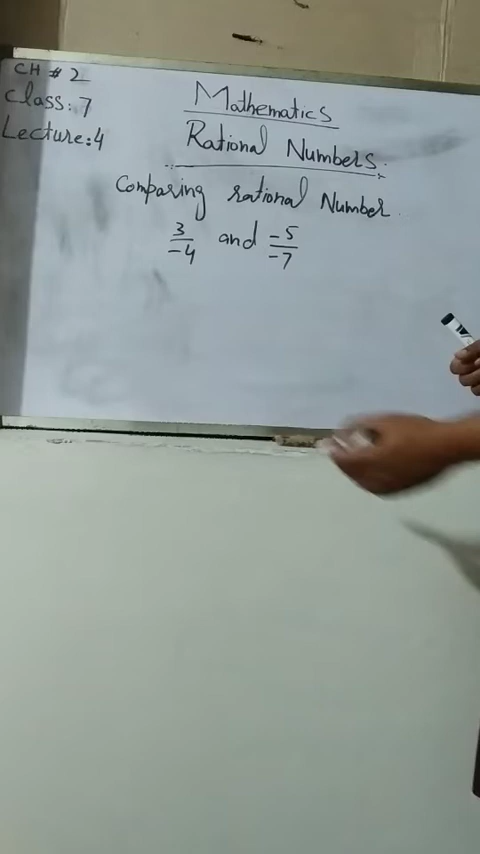 CH # 2
Class: 7
Lecture: 4
Mathematics
Rational Numbers.
Comparing rational Number.
3/-4 and -5/-7